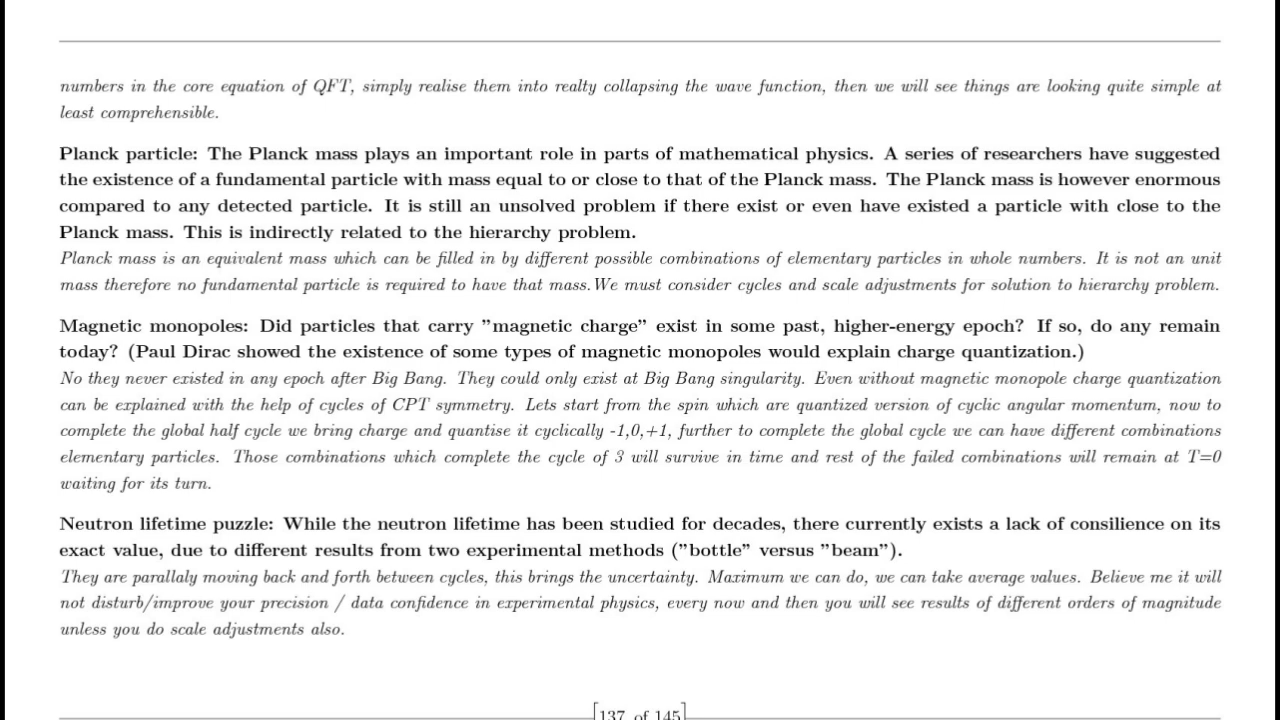 numbers in the core equation of QFT, simply realise them into realty collapsing the wave function, then we will see things are looking quite simple at
least comprehensible.
Planck particle: The Planck mass plays an important role in parts of mathematical physics. A series of researchers have suggested
the existence of a fundamental particle with mass equal to or close to that of the Planck mass. The Planck mass is however enormous
compared to any detected particle. It is still an unsolved problem if there exist or even have existed a particle with close to the
Planck mass. This is indirectly related to the hierarchy problem.
Planck mass is an equivalent mass which can be filled in by different possible combinations of elementary particles in whole numbers. It is not an unit
mass therefore no fundamental particle is required to have that mass. We must consider cycles and scale adjustments for solution to hierarchy problem.
Magnetic monopoles: Did particles that carry "magnetic charge" exist in some past, higher-energy epoch? If so, do any remain
today? (Paul Dirac showed the existence of some types of magnetic monopoles would explain charge quantization.)
No they never existed in any epoch after Big Bang. They could only exist at Big Bang singularity. Even without magnetic monopole charge quantization
can be explained with the help of cycles of CPT symmetry. Lets start from the spin which are quantized version of cyclic angular momentum, now to
complete the global half cycle we bring charge and quantise it cyclically -1,0,+1, further to complete the global cycle we can have different combinations
elementary particles. Those combinations which complete the cycle of 3 will survive in time and rest of the failed combinations will remain at T=0
waiting for its turn.
Neutron lifetime puzzle: While the neutron lifetime has been studied for decades, there currently exists a lack of consilience on its
exact value, due to different results from two experimental methods ("bottle" versus "beam").
They are parallaly moving back and forth between cycles, this brings the uncertainty. Maximum we can do, we can take average values. Believe me it will
not disturb/improve your precision / data confidence in experimental physics, every now and then you will see results of different orders of magnitude
unless you do scale adjustments also.
[137 of 145]